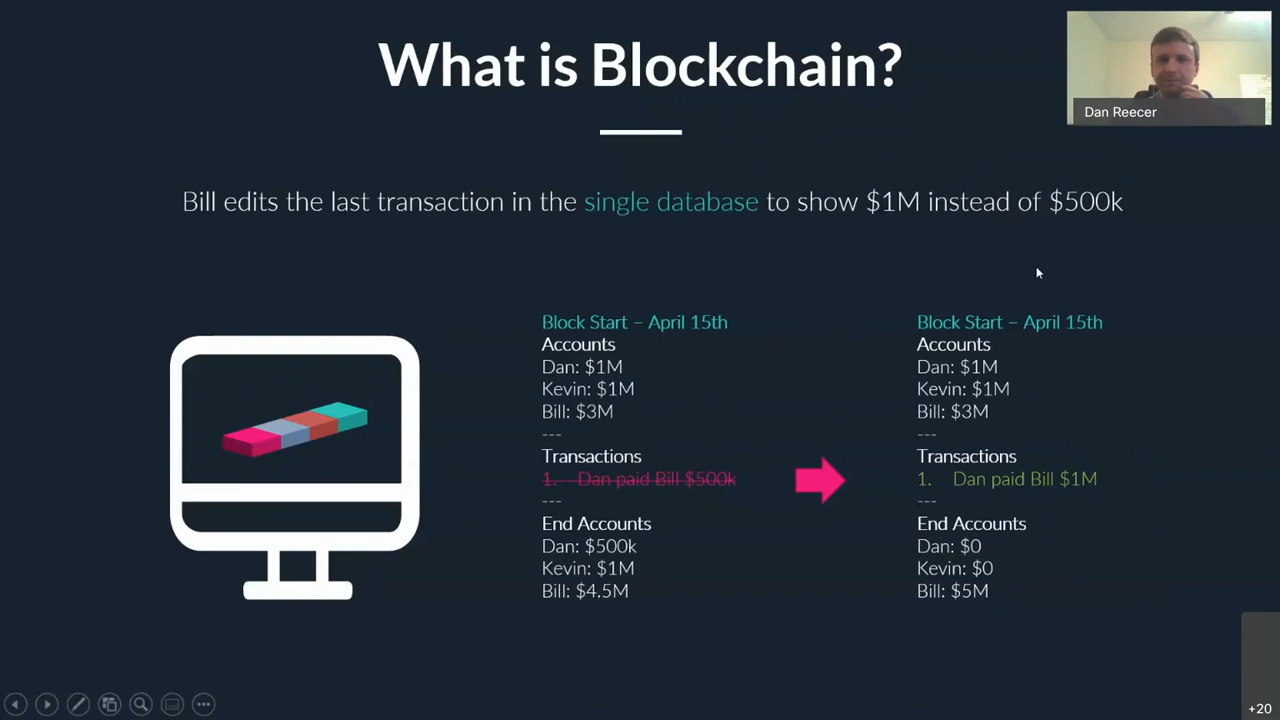 What is Blockchain?
Dan Reecer
Bill edits the last transaction in the single database to show $1M instead of $500k
Block Start – April 15th
Accounts
Dan: $1M
Kevin: $1M
Bill: $3M
---
Transactions
1. Dan paid Bill $500k
---
End Accounts
Dan: $500k
Kevin: $1M
Bill: $4.5M
Block Start – April 15th
Accounts
Dan: $1M
Kevin: $1M
Bill: $3M
---
Transactions
1. Dan paid Bill $1M
---
End Accounts
Dan: $0
Kevin: $0
Bill: $5M
+20